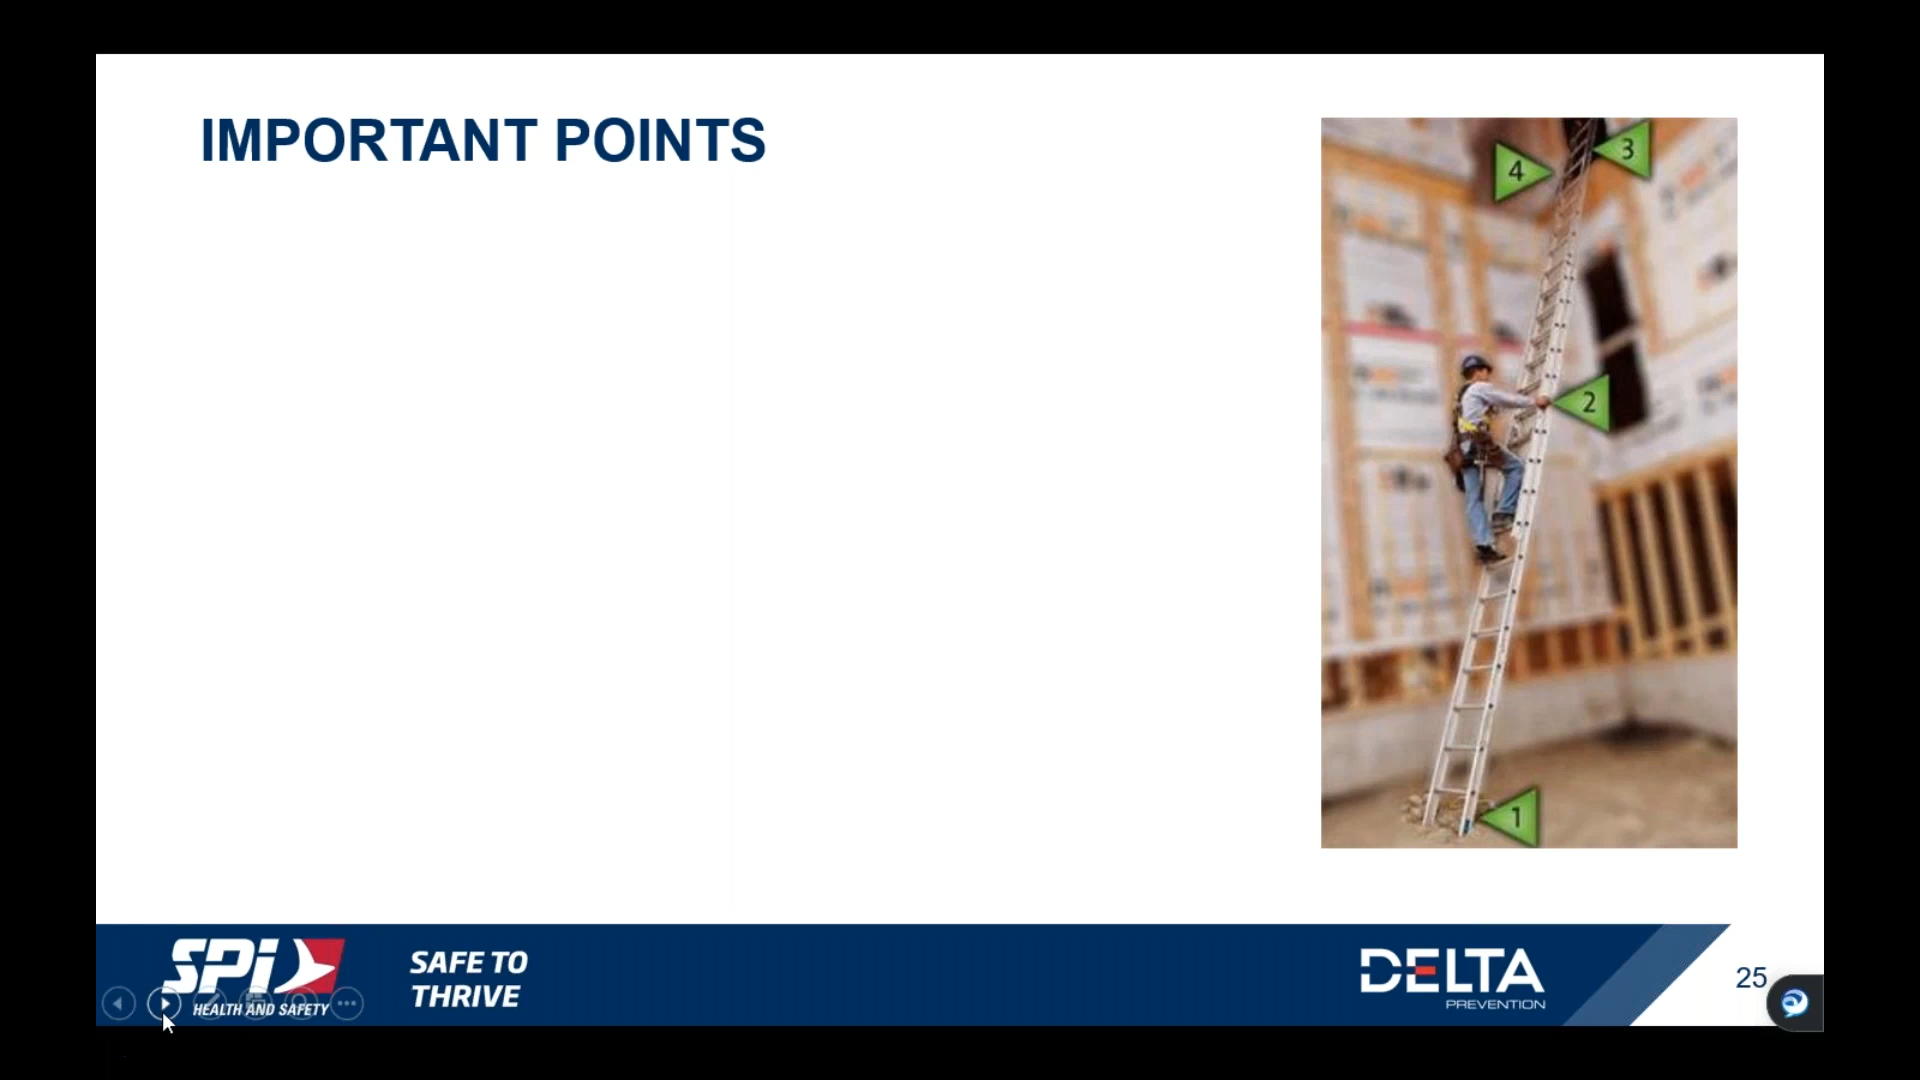 IMPORTANT POINTS
3
4
2
1
SPi
HEALTH AND SAFETY
SAFE TO
THRIVE
DELTA
PREVENTION
25